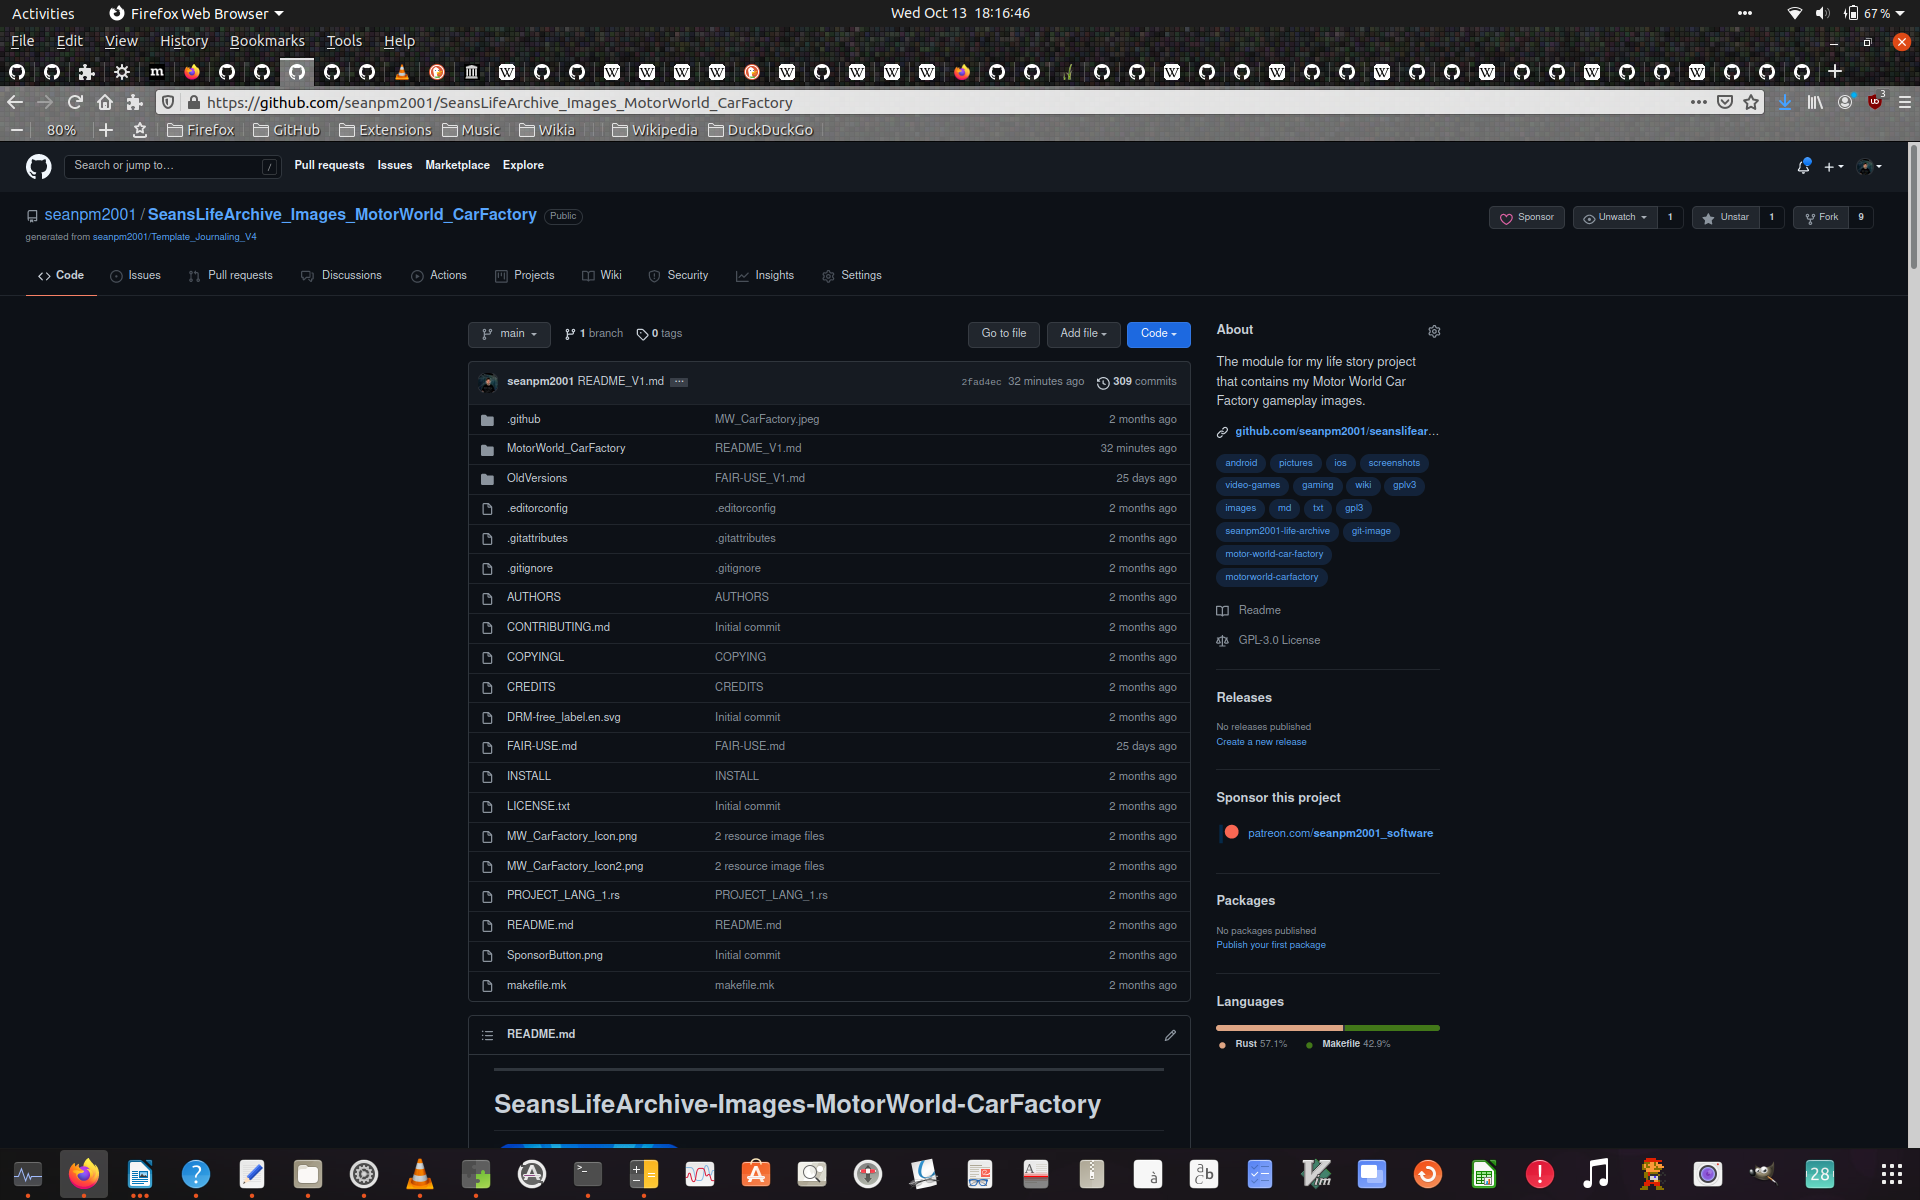 Activities Firefox Web Browser Wed Oct 13 18:16:46 67 %
File Edit View History Bookmarks Tools Help
https://github.com/seanpm2001/SeansLifeArchive_Images_MotorWorld_CarFactory 3
80% Firefox GitHub Extensions Music Wikia Wikipedia DuckDuckGo
Search or jump to… / Pull requests Issues Marketplace Explore
seanpm2001 / SeansLifeArchive_Images_MotorWorld_CarFactory Public Sponsor Unwatch 1 Unstar 1 Fork 9
generated from seanpm2001/Template_Journaling_V4
Code Issues Pull requests Discussions Actions Projects Wiki Security Insights Settings
main 1 branch 0 tags Go to file Add file Code
seanpm2001 README_V1.md 2fad4ec 32 minutes ago 309 commits
.github MW_CarFactory.jpeg 2 months ago
MotorWorld_CarFactory README_V1.md 32 minutes ago
OldVersions FAIR-USE_V1.md 25 days ago
.editorconfig .editorconfig 2 months ago
.gitattributes .gitattributes 2 months ago
.gitignore .gitignore 2 months ago
AUTHORS AUTHORS 2 months ago
CONTRIBUTING.md Initial commit 2 months ago
COPYINGL COPYING 2 months ago
CREDITS CREDITS 2 months ago
DRM-free_label.en.svg Initial commit 2 months ago
FAIR-USE.md FAIR-USE.md 25 days ago
INSTALL INSTALL 2 months ago
LICENSE.txt Initial commit 2 months ago
MW_CarFactory_Icon.png 2 resource image files 2 months ago
MW_CarFactory_Icon2.png 2 resource image files 2 months ago
PROJECT_LANG_1.rs PROJECT_LANG_1.rs 2 months ago
README.md README.md 2 months ago
SponsorButton.png Initial commit 2 months ago
makefile.mk makefile.mk 2 months ago
README.md
SeansLifeArchive-Images-MotorWorld-CarFactory
About
The module for my life story project
that contains my Motor World Car
Factory gameplay images.
github.com/seanpm2001/seanslifear…
android pictures ios screenshots
video-games gaming wiki gplv3
images md txt gpl3
seanpm2001-life-archive git-image
motor-world-car-factory
motorworld-carfactory
Readme
GPL-3.0 License
Releases
No releases published
Create a new release
Sponsor this project
patreon.com/seanpm2001_software
Packages
No packages published
Publish your first package
Languages
Rust 57.1% Makefile 42.9%
28